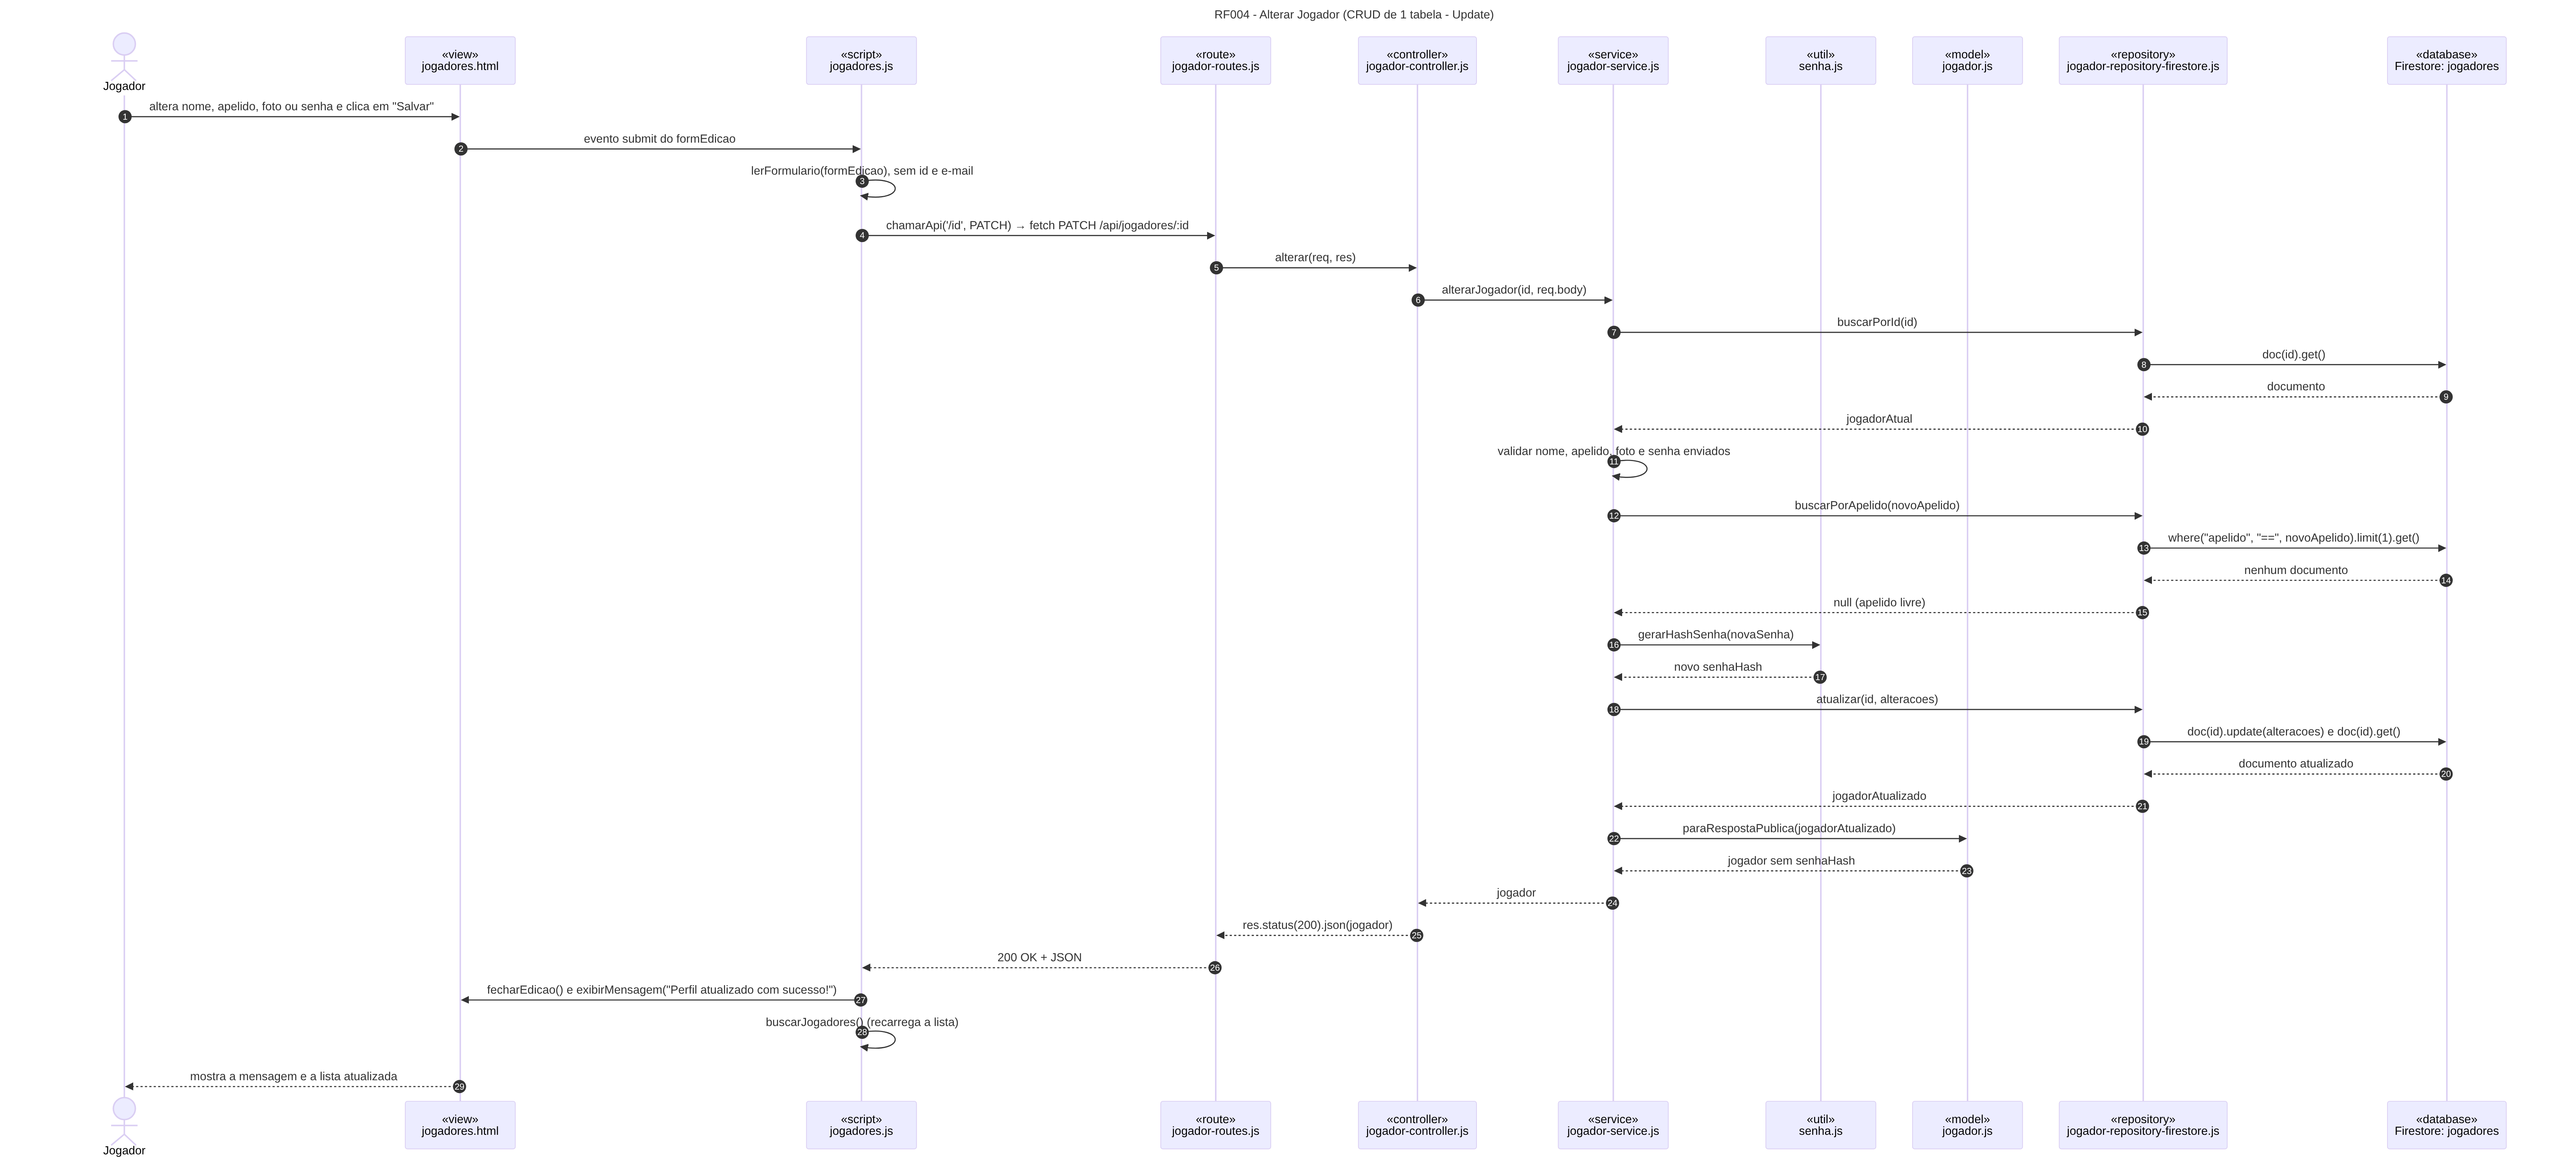 RF004 - Alterar Jogador (CRUD de 1 tabela - Update)
Jogador
«view»
jogadores.html
«script»
jogadores.js
«route»
jogador-routes.js
«controller»
jogador-controller.js
«service»
jogador-service.js
«util»
senha.js
«model»
jogador.js
«repository»
jogador-repository-firestore.js
«database»
Firestore: jogadores
1 altera nome, apelido, foto ou senha e clica em "Salvar"
2 evento submit do formEdicao
3 lerFormulario(formEdicao), sem id e e-mail
4 chamarApi('/id', PATCH) → fetch PATCH /api/jogadores/:id
5 alterar(req, res)
6 alterarJogador(id, req.body)
7 buscarPorId(id)
8 doc(id).get()
documento 9
jogadorAtual 10
11 validar nome, apelido, foto e senha enviados
12 buscarPorApelido(novoApelido)
13 where("apelido", "==", novoApelido).limit(1).get()
nenhum documento 14
null (apelido livre) 15
16 gerarHashSenha(novaSenha)
novo senhaHash 17
18 atualizar(id, alteracoes)
19 doc(id).update(alteracoes) e doc(id).get()
documento atualizado 20
jogadorAtualizado 21
22 paraRespostaPublica(jogadorAtualizado)
jogador sem senhaHash 23
jogador 24
res.status(200).json(jogador) 25
200 OK + JSON 26
fecharEdicao() e exibirMensagem("Perfil atualizado com sucesso!") 27
28 buscarJogadores() (recarrega a lista)
mostra a mensagem e a lista atualizada 29
Jogador
«view»
jogadores.html
«script»
jogadores.js
«route»
jogador-routes.js
«controller»
jogador-controller.js
«service»
jogador-service.js
«util»
senha.js
«model»
jogador.js
«repository»
jogador-repository-firestore.js
«database»
Firestore: jogadores